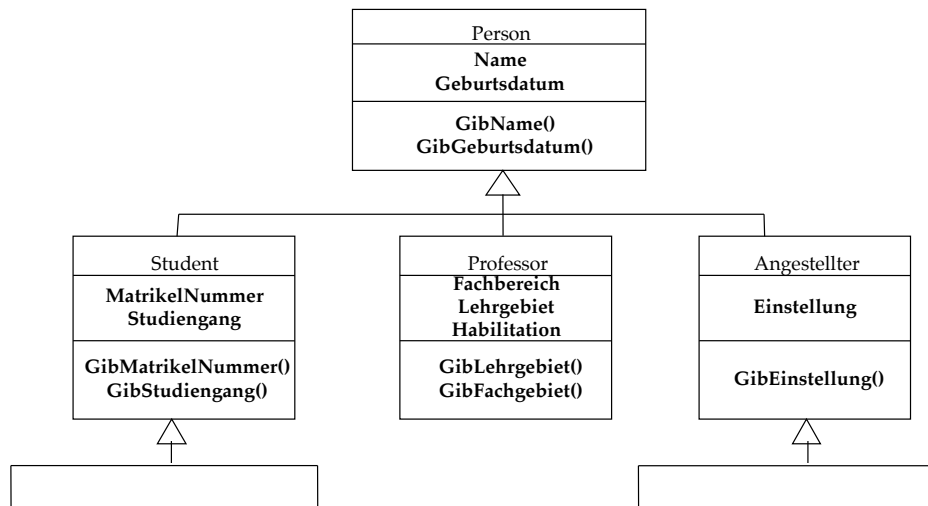 Person
Name
Geburtsdatum
GibName()
GibGeburtsdatum()
Student
MatrikelNummer
Studiengang
GibMatrikelNummer()
GibStudiengang()
Professor
Fachbereich
Lehrgebiet
Habilitation
GibLehrgebiet()
GibFachgebiet()
Angestellter
Einstellung
GibEinstellung()